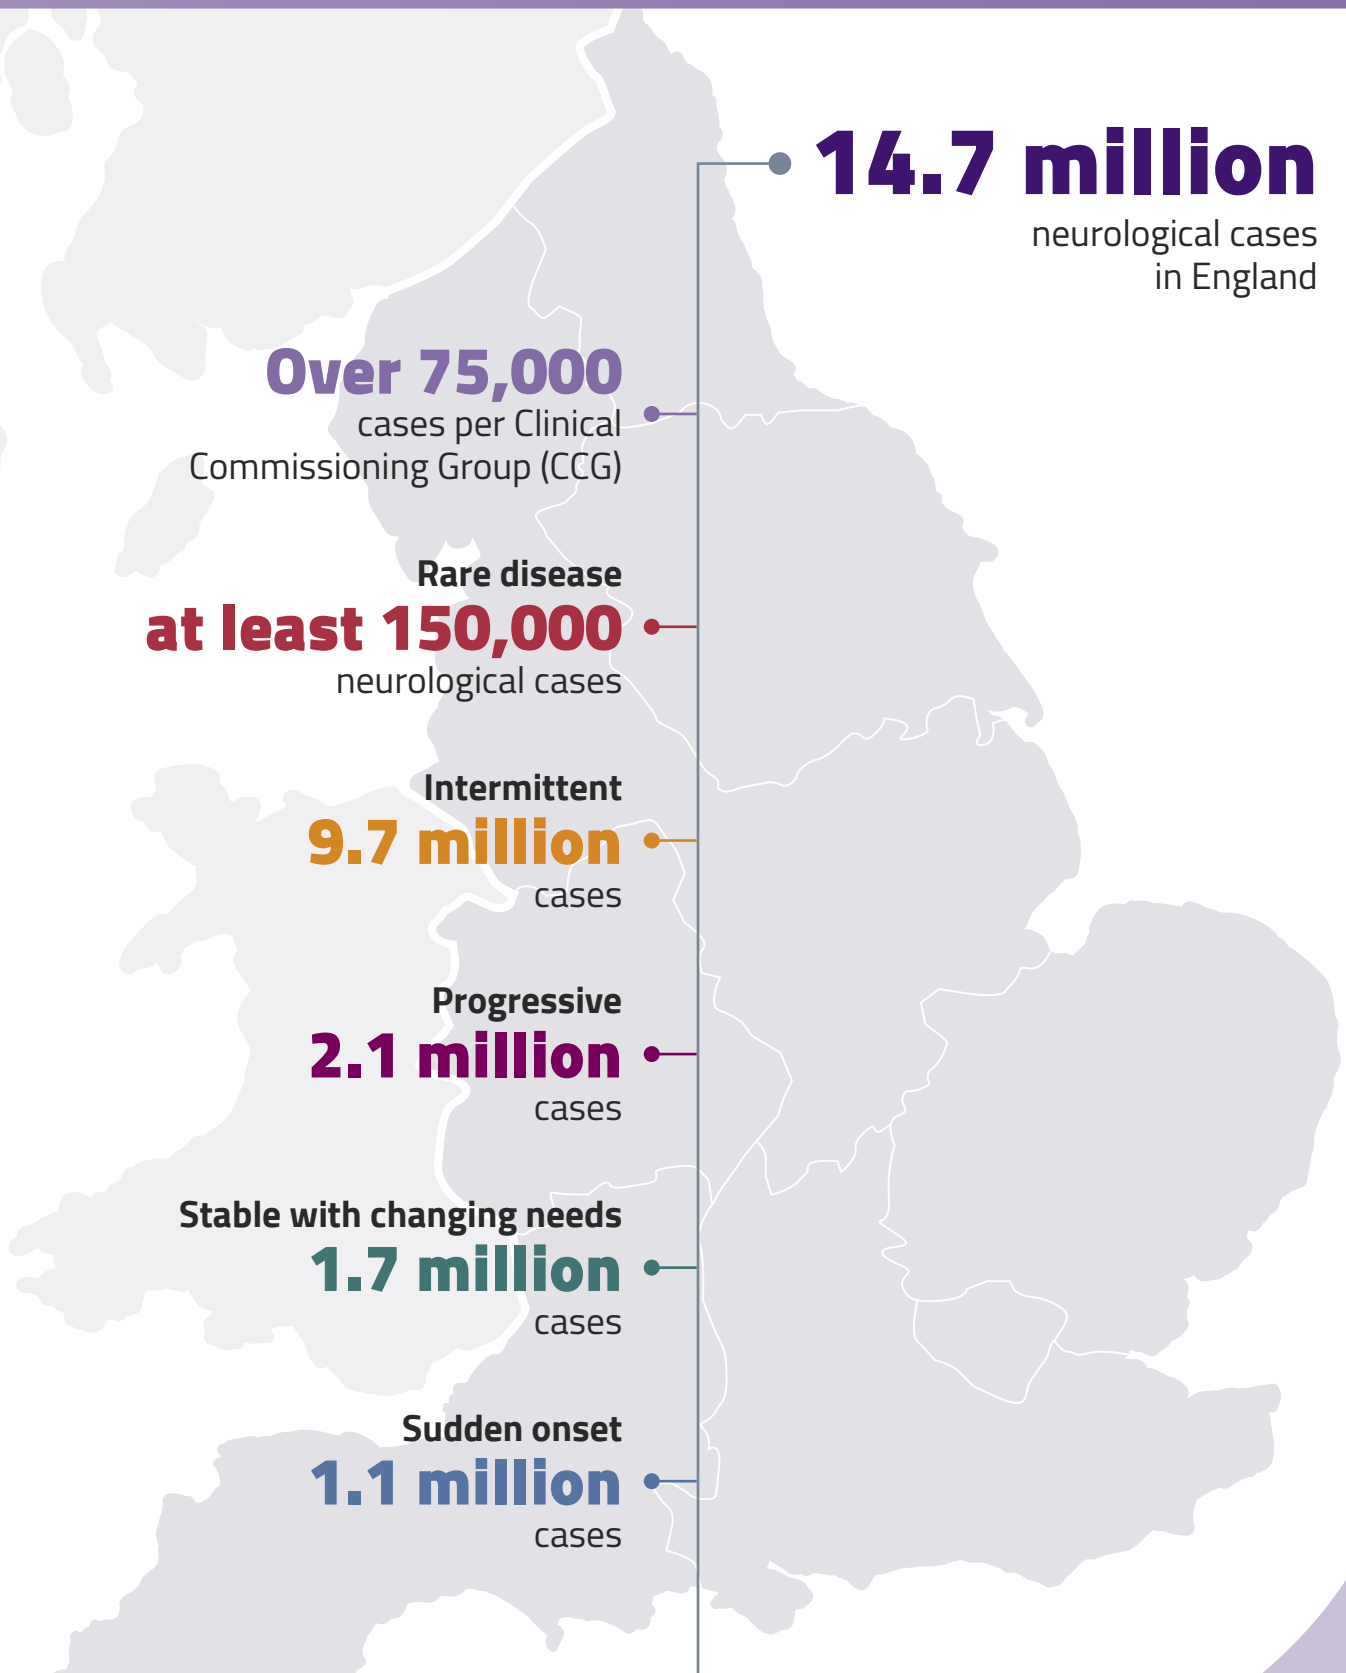 14.7 million
neurological cases
in England
Over 75,000
cases per Clinical
Commissioning Group (CCG)
Rare disease
at least 150,000
neurological cases
Intermittent
9.7 million
cases
Progressive
2.1 million
cases
Stable with changing needs
1.7 million
cases
Sudden onset
1.1 million
cases